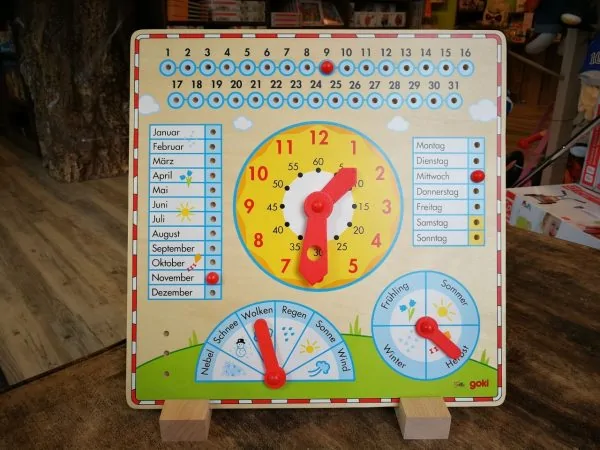 1 2 3 4 5 6 7 8 9 10 11 12 13 14 15 16
17 18 19 20 21 22 23 24 25 26 27 28 29 30 31
Januar
Februar
März
April
Mai
Juni
Juli
August
September
Oktober
November
Dezember
12
1
2
3
4
5
7
8
9
10
11
60
5
10
15
20
25
30
35
40
45
50
55
Montag
Dienstag
Mittwoch
Donnerstag
Freitag
Samstag
Sonntag
Nebel
Schnee
Wolken
Regen
Sonne
Wind
Frühling
Sommer
Herbst
Winter
goki